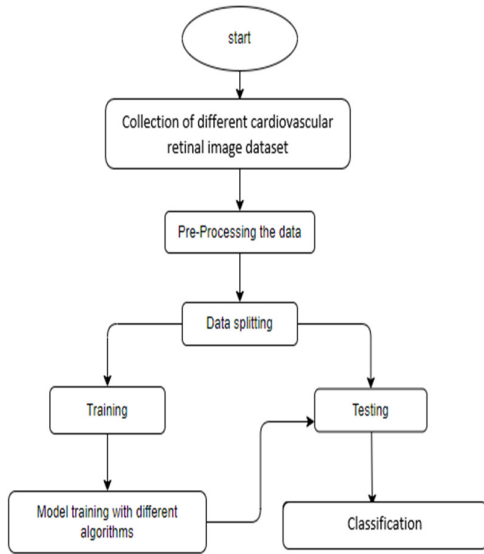 start
Collection of different cardiovascular
retinal image dataset
Pre-Processing the data
Data splitting
Training
Testing
Model training with different
algorithms
Classification